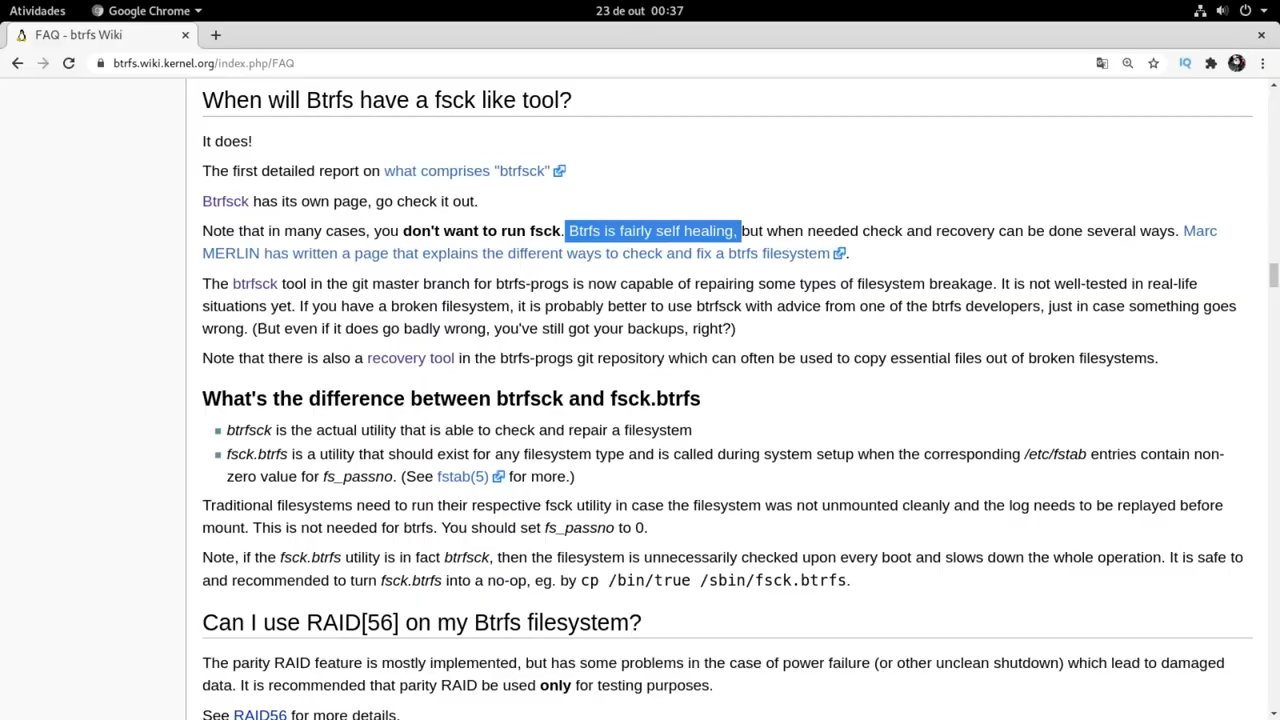 Atividades Google Chrome 23 de out 00:37
FAQ - btrfs Wiki
btrfs.wiki.kernel.org/index.php/FAQ
When will Btrfs have a fsck like tool?
It does!
The first detailed report on what comprises "btrfsck"
Btrfsck has its own page, go check it out.
Note that in many cases, you don't want to run fsck. Btrfs is fairly self healing, but when needed check and recovery can be done several ways. Marc
MERLIN has written a page that explains the different ways to check and fix a btrfs filesystem.
The btrfsck tool in the git master branch for btrfs-progs is now capable of repairing some types of filesystem breakage. It is not well-tested in real-life
situations yet. If you have a broken filesystem, it is probably better to use btrfsck with advice from one of the btrfs developers, just in case something goes
wrong. (But even if it does go badly wrong, you've still got your backups, right?)
Note that there is also a recovery tool in the btrfs-progs git repository which can often be used to copy essential files out of broken filesystems.
What's the difference between btrfsck and fsck.btrfs
btrfsck is the actual utility that is able to check and repair a filesystem
fsck.btrfs is a utility that should exist for any filesystem type and is called during system setup when the corresponding /etc/fstab entries contain non-
zero value for fs_passno. (See fstab(5) for more.)
Traditional filesystems need to run their respective fsck utility in case the filesystem was not unmounted cleanly and the log needs to be replayed before
mount. This is not needed for btrfs. You should set fs_passno to 0.
Note, if the fsck.btrfs utility is in fact btrfsck, then the filesystem is unnecessarily checked upon every boot and slows down the whole operation. It is safe to
and recommended to turn fsck.btrfs into a no-op, eg. by cp /bin/true /sbin/fsck.btrfs.
Can I use RAID[56] on my Btrfs filesystem?
The parity RAID feature is mostly implemented, but has some problems in the case of power failure (or other unclean shutdown) which lead to damaged
data. It is recommended that parity RAID be used only for testing purposes.
See RAID56 for more details.